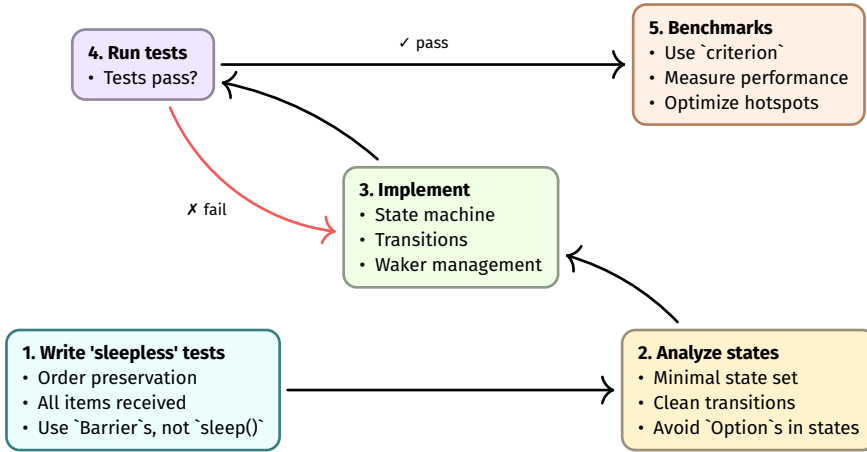 4. Run tests
• Tests pass?
✓ pass
5. Benchmarks
• Use `criterion`
• Measure performance
• Optimize hotspots
✗ fail
3. Implement
• State machine
• Transitions
• Waker management
1. Write 'sleepless' tests
• Order preservation
• All items received
• Use `Barrier`s, not `sleep()`
2. Analyze states
• Minimal state set
• Clean transitions
• Avoid `Option`s in states